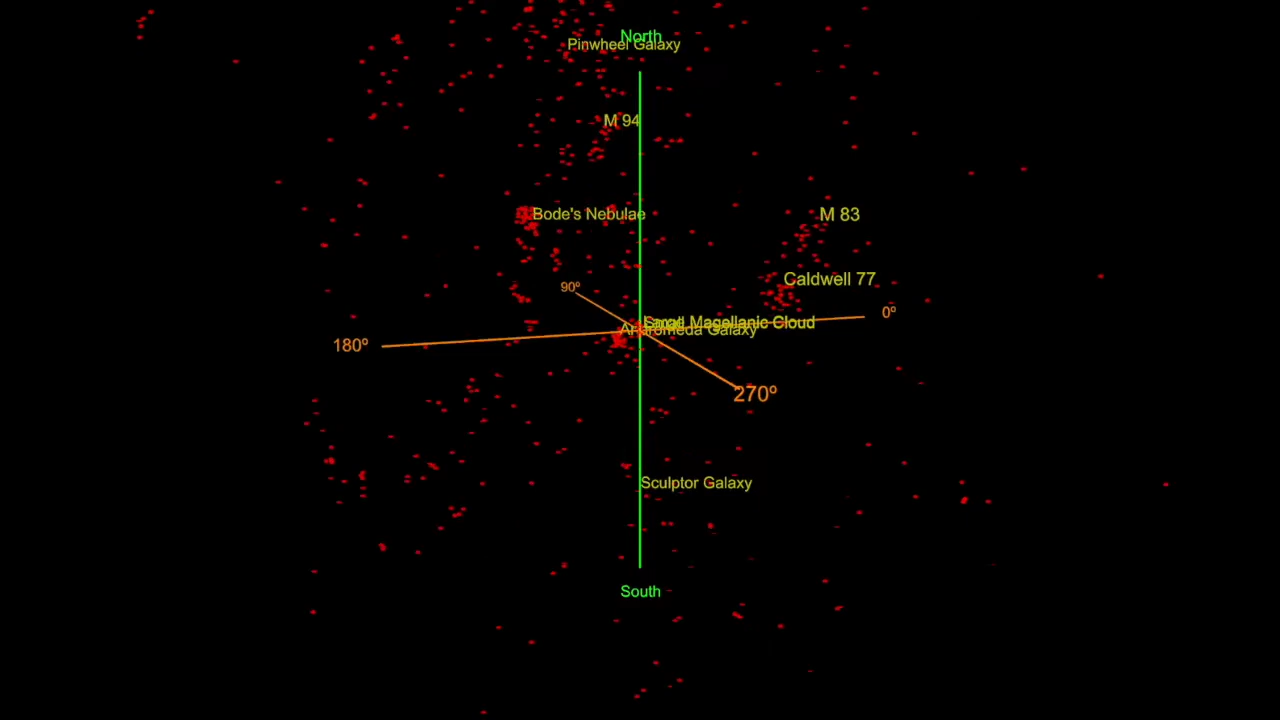 North
Pinwheel Galaxy
M 94
Bode's Nebulae
M 83
Caldwell 77
90º
0º
Small Magellanic Cloud
Andromeda Galaxy
180º
270º
Sculptor Galaxy
South